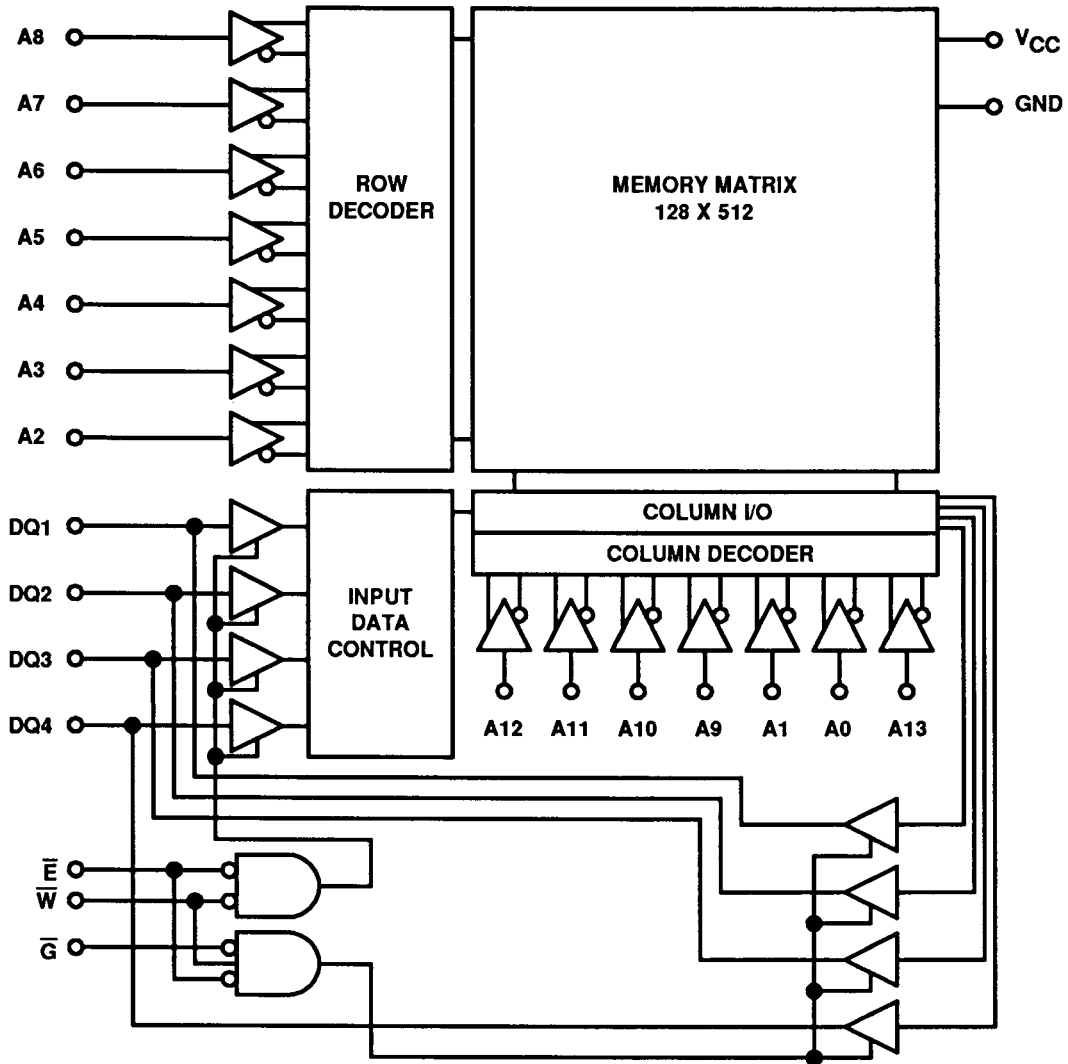 A8
A7
A6
A5
A4
A3
A2
ROW
DECODER
MEMORY MATRIX
128 X 512
VCC
GND
DQ1
DQ2
DQ3
DQ4
INPUT
DATA
CONTROL
COLUMN I/O
COLUMN DECODER
A12 A11 A10 A9 A1 A0 A13
E̅
W̅
G̅